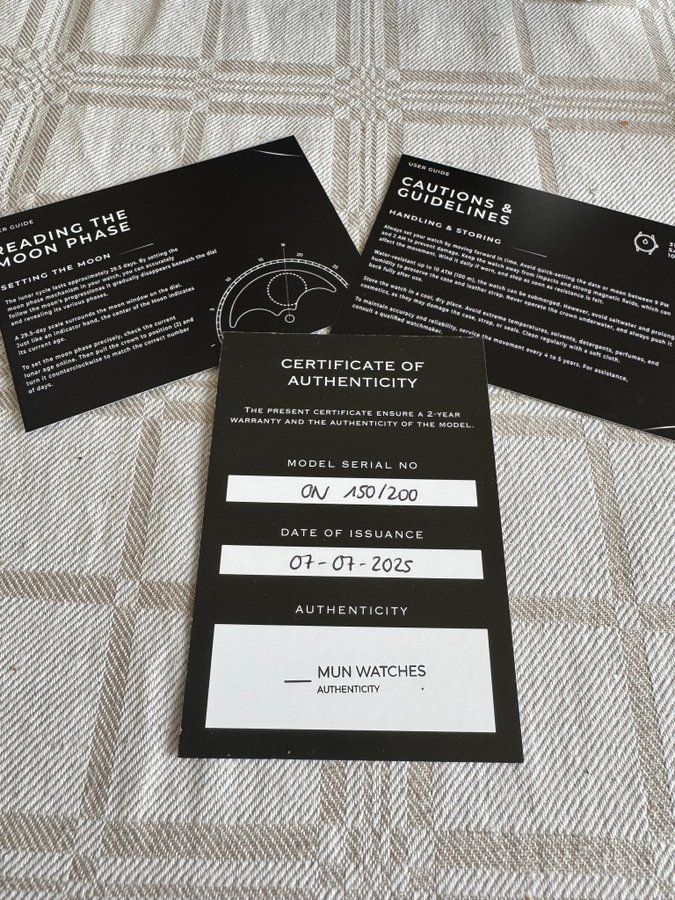 USER GUIDE
READING THE
MOON PHASE
SETTING THE MOON
The lunar cycle lasts approximately 29.5 days. By setting the
moon phase mechanism in your watch, you can accurately
follow the moon's progression as it gradually disappears beneath the dial
and revealing its various phases.
A 29.5-day scale surrounds the moon window on the dial.
Just like an indicator hand, the center of the Moon indicates
its current age.
To set the moon phase precisely, check the current
lunar age online. Then pull the crown to position (2) and
turn it counterclockwise to match the correct number
of days.
USER GUIDE
CAUTIONS &
GUIDELINES
HANDLING & STORING
Always set your watch by moving forward in time. Avoid quick-setting the date or moon between 9 PM
and 2 AM to prevent damage. Keep the watch away from impacts and strong magnetic fields, which can
affect the movement. Wind it daily if worn, and stop as soon as resistance is felt.
Water-resistant up to 10 ATM (100 m), the watch can be submerged. However, avoid saltwater and
humidity to preserve the case and leather strap. Never operate the crown underwater, and always push it
back fully after use.
Store the watch in a cool, dry place. Avoid extreme temperatures, solvents, detergents, perfumes, and
as they may damage the case, strap, or seals. Clean regularly with a soft cloth.
To maintain accuracy and reliability, service the movement every 4 to 5 years. For assistance,
consult a qualified watchmaker.
CERTIFICATE OF
AUTHENTICITY
THE PRESENT CERTIFICATE ENSURE A 2-YEAR
WARRANTY AND THE AUTHENTICITY OF THE MODEL.
MODEL SERIAL NO
ON 150/200
DATE OF ISSUANCE
07-07-2025
AUTHENTICITY
MUN WATCHES
AUTHENTICITY